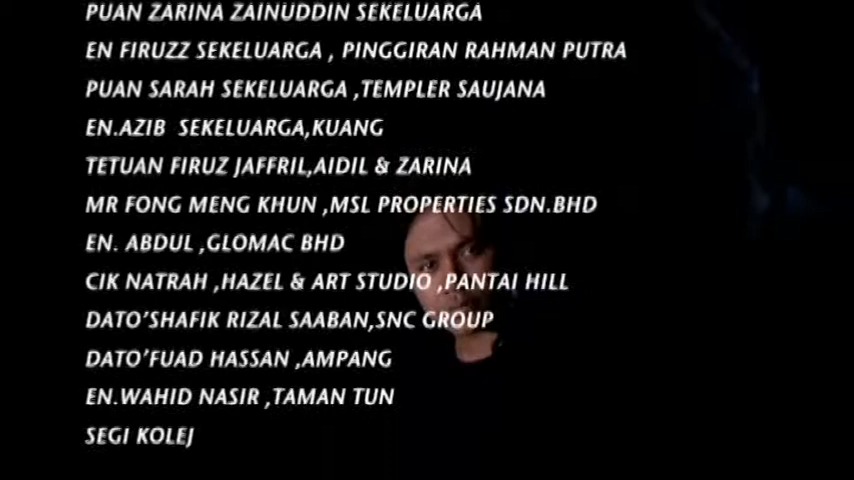 PUAN ZARINA ZAINUDDIN SEKELUARGA
EN FIRUZZ SEKELUARGA , PINGGIRAN RAHMAN PUTRA
PUAN SARAH SEKELUARGA ,TEMPLER SAUJANA
EN.AZIB SEKELUARGA,KUANG
TETUAN FIRUZ JAFFRIL,AIDIL & ZARINA
MR FONG MENG KHUN ,MSL PROPERTIES SDN.BHD
EN. ABDUL ,GLOMAC BHD
CIK NATRAH ,HAZEL & ART STUDIO ,PANTAI HILL
DATO'SHAFIK RIZAL SAABAN,SNC GROUP
DATO'FUAD HASSAN ,AMPANG
EN.WAHID NASIR ,TAMAN TUN
SEGI KOLEJ